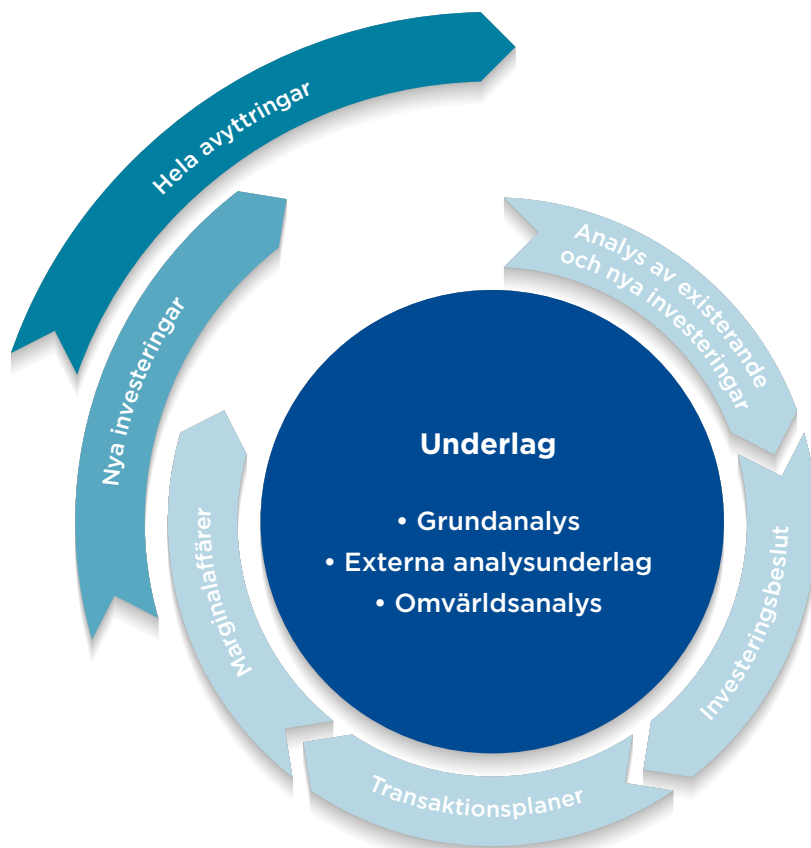 Hela avyttringar
Nya investeringar
Analys av existerande
och nya investeringar
Underlag
• Grundanalys
• Externa analysunderlag
• Omvärldsanalys
Marginalaffärer
Investeringsbeslut
Transaktionsplaner